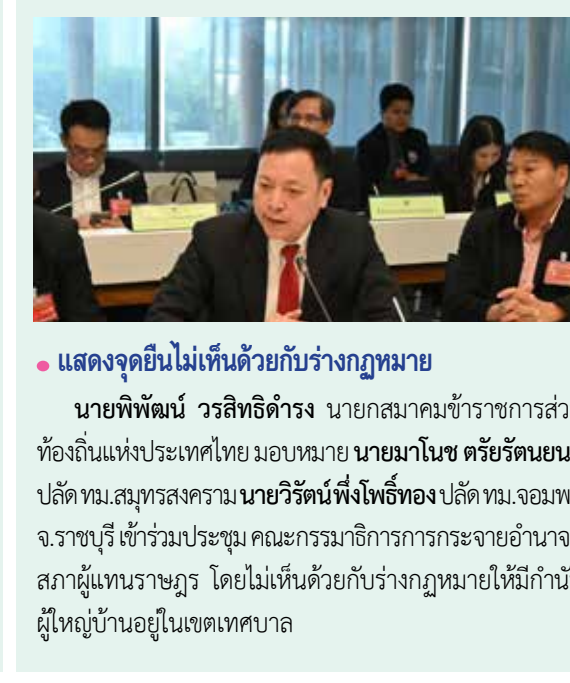 แสดงจุดยืนไม่เห็นด้วยกับร่างกฎหมาย
นายพิพัฒน์ วรสิทธิดำรง นายกสมาคมข้าราชการส่ว
ท้องถิ่นแห่งประเทศไทย มอบหมาย นายมาโนช ตรัยรัตนยน
ปลัด ทม.สมุทรสงคราม นายวิรัตน์ พึ่งโพธิ์ทอง ปลัด ทม.จอมพ
จ.ราชบุรี เข้าร่วมประชุม คณะกรรมาธิการการกระจายอำนาจ
สภาผู้แทนราษฎร โดยไม่เห็นด้วยกับร่างกฎหมายให้มีกำนั
ผู้ใหญ่บ้านอยู่ในเขตเทศบาล